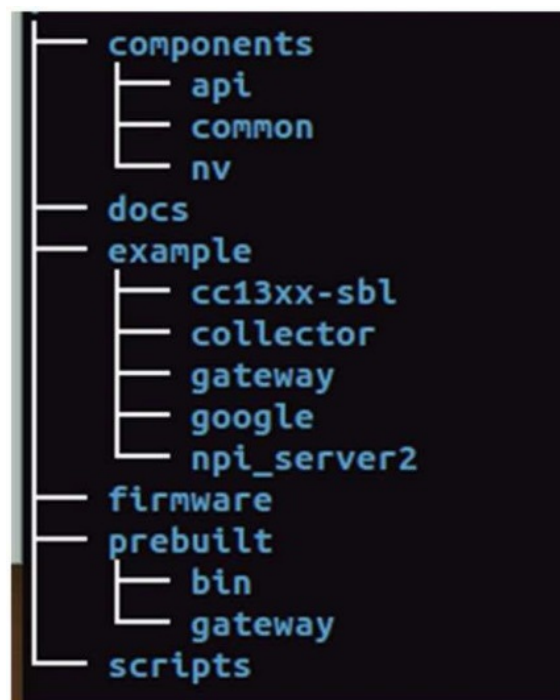 components
api
common
nv
docs
example
cc13xx-sbl
collector
gateway
google
npi_server2
firmware
prebuilt
bin
gateway
scripts